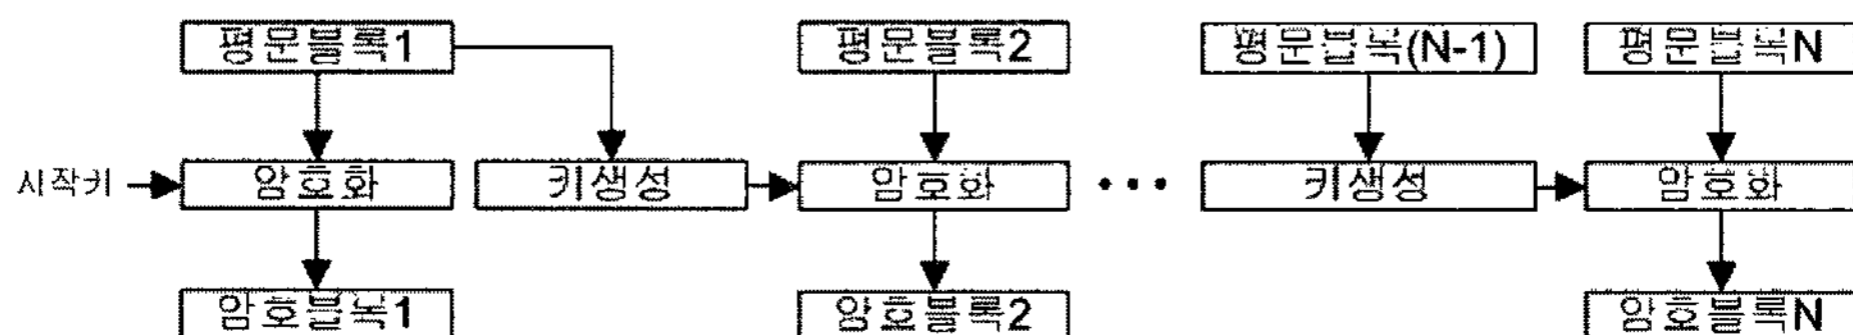 평문블록1 평문블록2 평문블록(N-1) 평문블록N
시작키 암호화 키생성 암호화 • • • 키생성 암호화
암호블록1 암호블록2 암호블록N